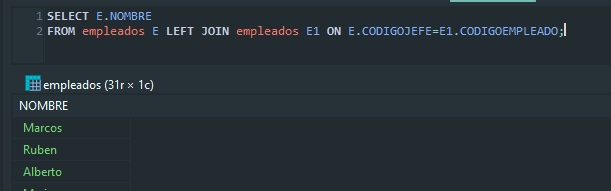 1 SELECT E.NOMBRE
2 FROM empleados E LEFT JOIN empleados E1 ON E.CODIGOJEFE=E1.CODIGOEMPLEADO;
empleados (31r × 1c)
NOMBRE
Marcos
Ruben
Alberto